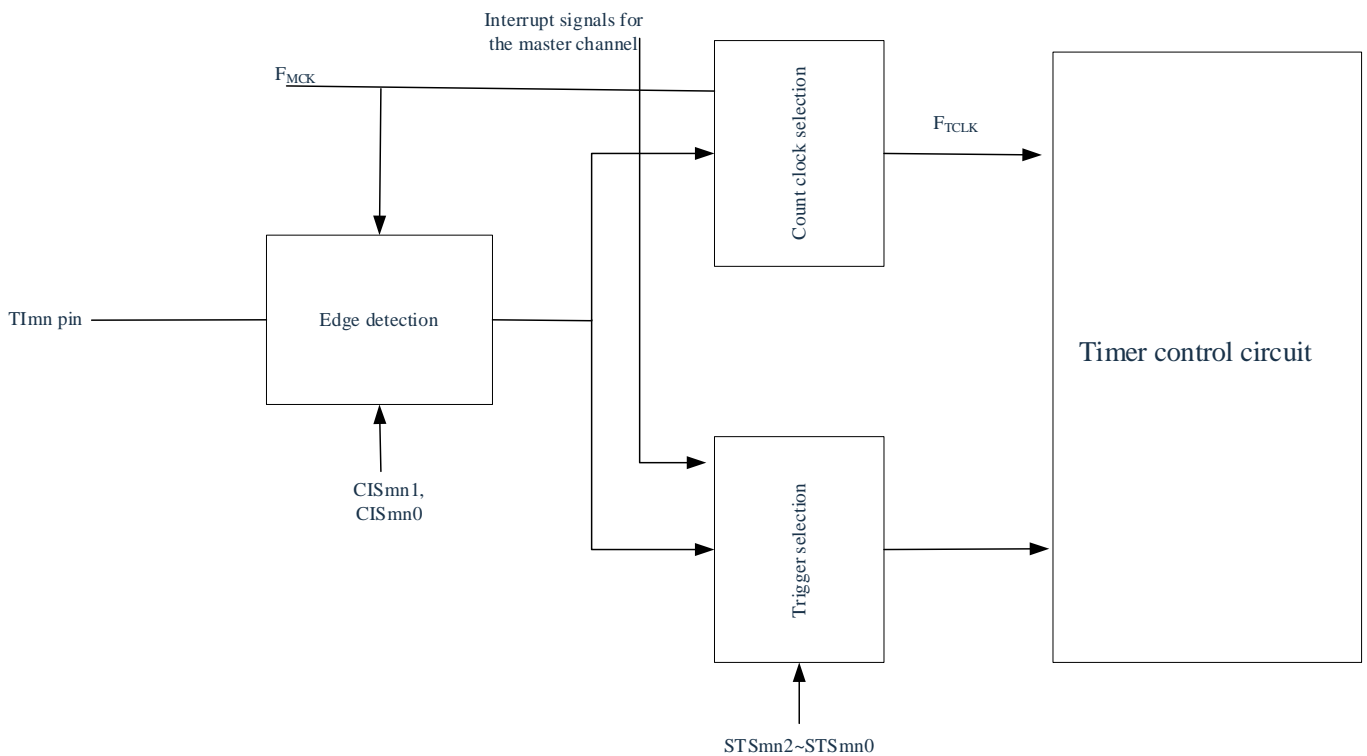 Interrupt signals for
the master channel
FMCK
Count clock selection
FTCLK
TImn pin
Edge detection
Timer control circuit
CISmn1,
CISmn0
Trigger selection
STSmn2~STSmn0